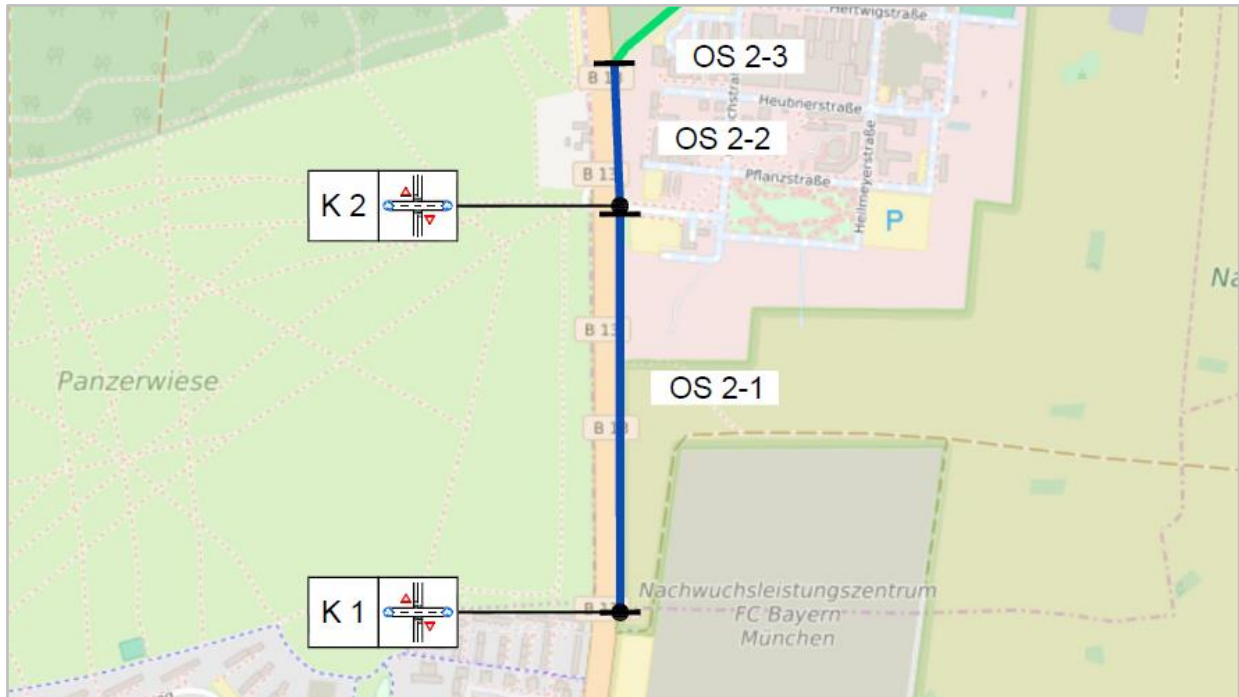 Hertwigstraße
OS 2-3
B 13
Heubnerstraße
OS 2-2
B 13
Pflanzstraße
Heilmeyerstraße
K 2
P
B 13
Panzerwiese
OS 2-1
B 13
Nachwuchsleistungszentrum
FC Bayern
München
K 1